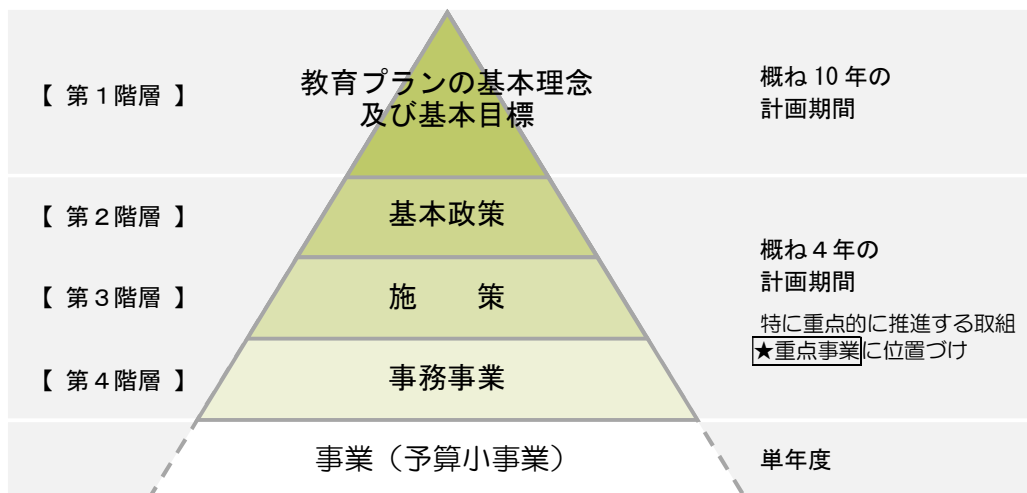 【 第１階層 】
教育プランの基本理念
及び基本目標
概ね 10 年の
計画期間
【 第２階層 】
基本政策
【 第３階層 】
施　　策
概ね４年の
計画期間
特に重点的に推進する取組
★重点事業に位置づけ
【 第４階層 】
事務事業
事業（予算小事業）
単年度